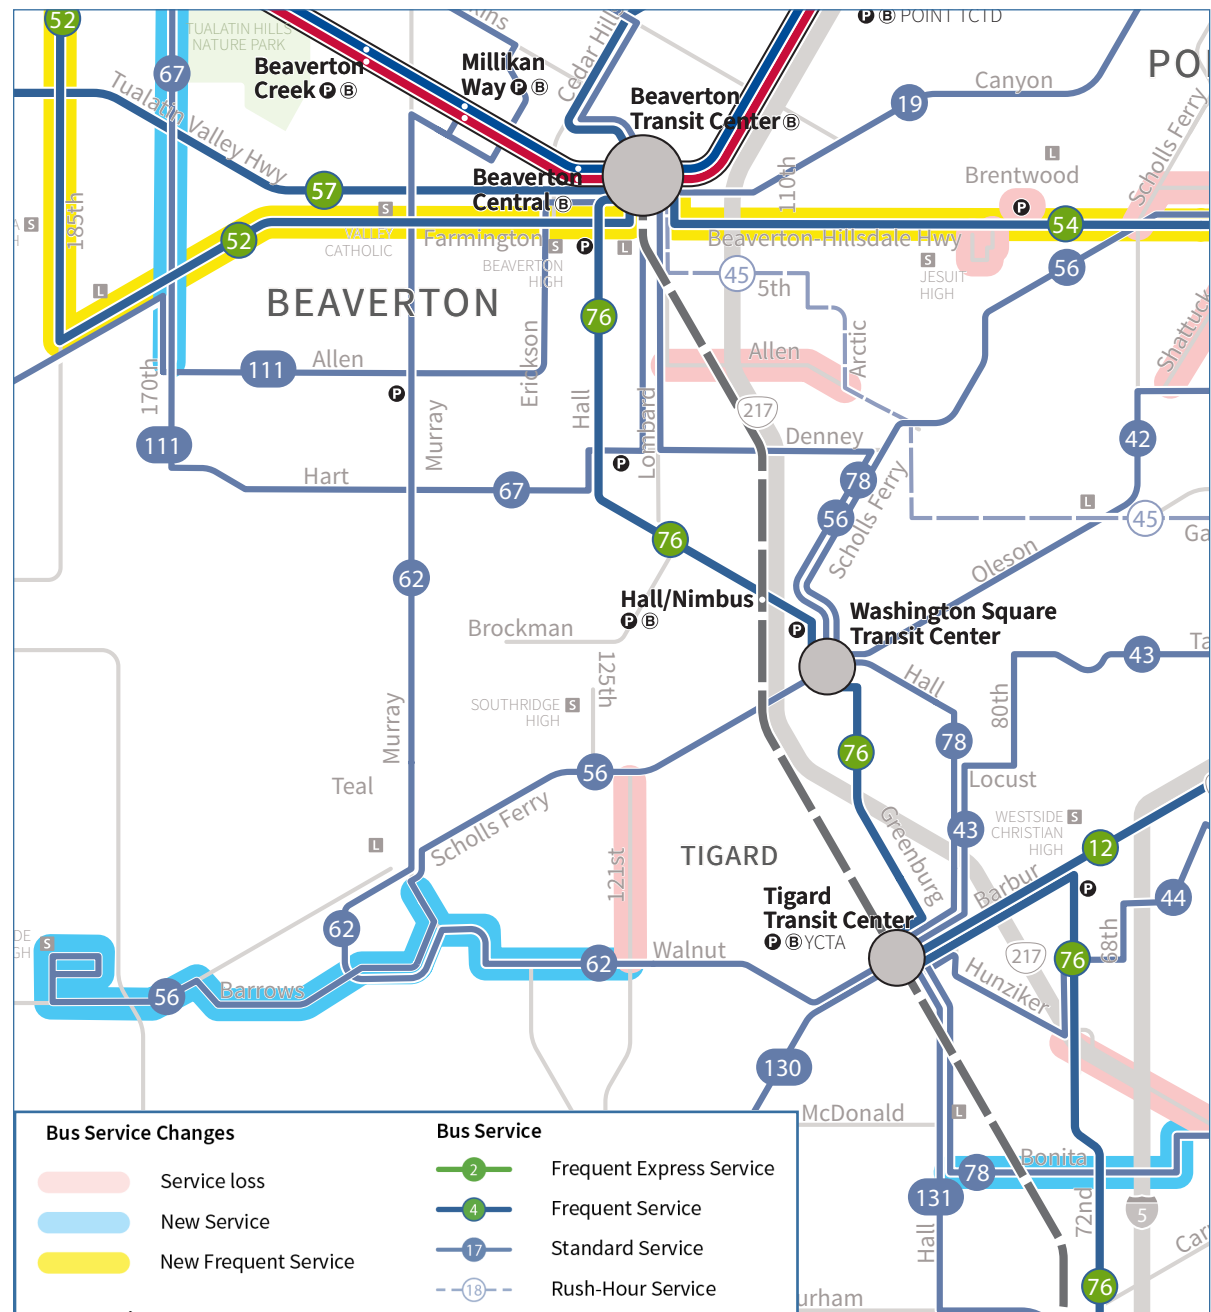 52
TUALATIN HILLS
NATURE PARK
67
Beaverton
Creek P B
Millikan
Way P B
Cedar Hill
P B POINT TCTD
Beaverton
Transit Center B
19
Canyon
Tualatin Valley Hwy
Scholls Ferry
L
Brentwood
P
110th
57
Beaverton
Central B
185th
S
S
VALLEY
CATHOLIC
52
Farmington
S
P
L
BEAVERTON
HIGH
Beaverton-Hillsdale Hwy
54
56
S
JESUIT
HIGH
45
5th
L
BEAVERTON
76
Arctic
Shattuck
170th
111
Allen
Erickson
Allen
P
Hall
Lombard
217
111
Murray
Denney
42
Hart
67
P
78
56
Scholls Ferry
L
45
Ga
76
Oleson
62
Hall/Nimbus
P B
P
Washington Square
Transit Center
Brockman
125th
43
Ta
Hall
80th
SOUTHRIDGE
HIGH
S
Murray
78
76
56
Locust
Teal
Scholls Ferry
L
WESTSIDE
CHRISTIAN
HIGH
S
43
Greenburg
12
TIGARD
121st
Barbur
P
44
Tigard
Transit Center
P B YCTA
62
S
62
Walnut
217
76
68th
Hunziker
56
Barrows
130
McDonald
L
78
Bonita
131
Hall
72nd
5
76
Bus Service Changes
Service loss
New Service
New Frequent Service
Bus Service
2 Frequent Express Service
4 Frequent Service
17 Standard Service
18 Rush-Hour Service